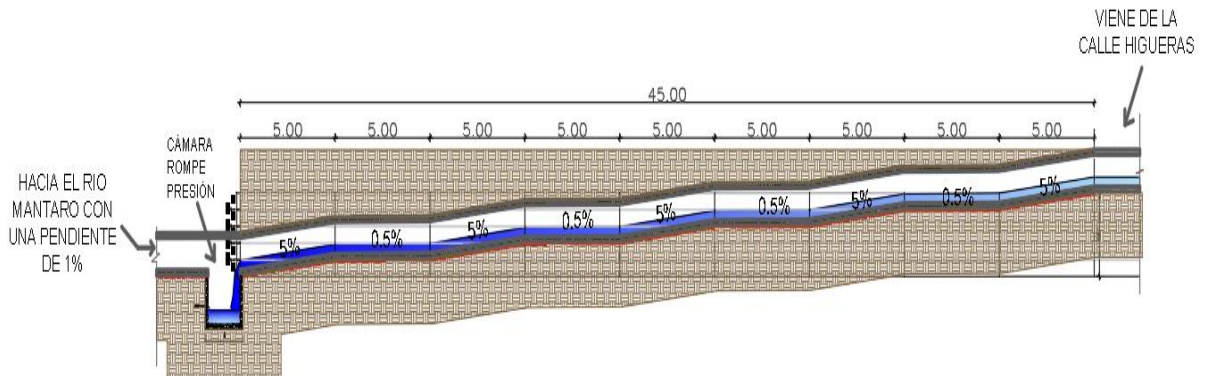 VIENE DE LA
CALLE HIGUERAS
45.00
5.00 5.00 5.00 5.00 5.00 5.00 5.00 5.00 5.00
CÁMARA
ROMPE
PRESIÓN
HACIA EL RIO
MANTARO CON
UNA PENDIENTE
DE 1%
5% 0.5% 5% 0.5% 5% 0.5% 5% 0.5% 5%